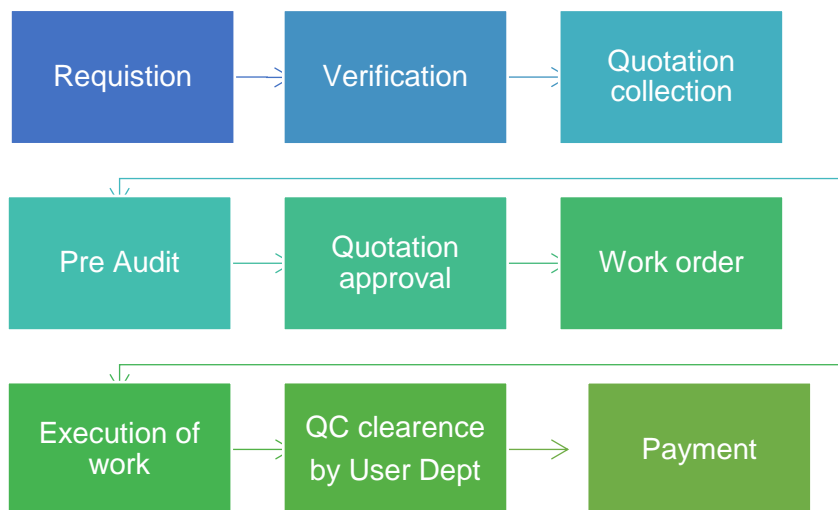 Requistion
Verification
Quotation
collection
Pre Audit
Quotation
approval
Work order
Execution of
work
QC clearence
by User Dept
Payment